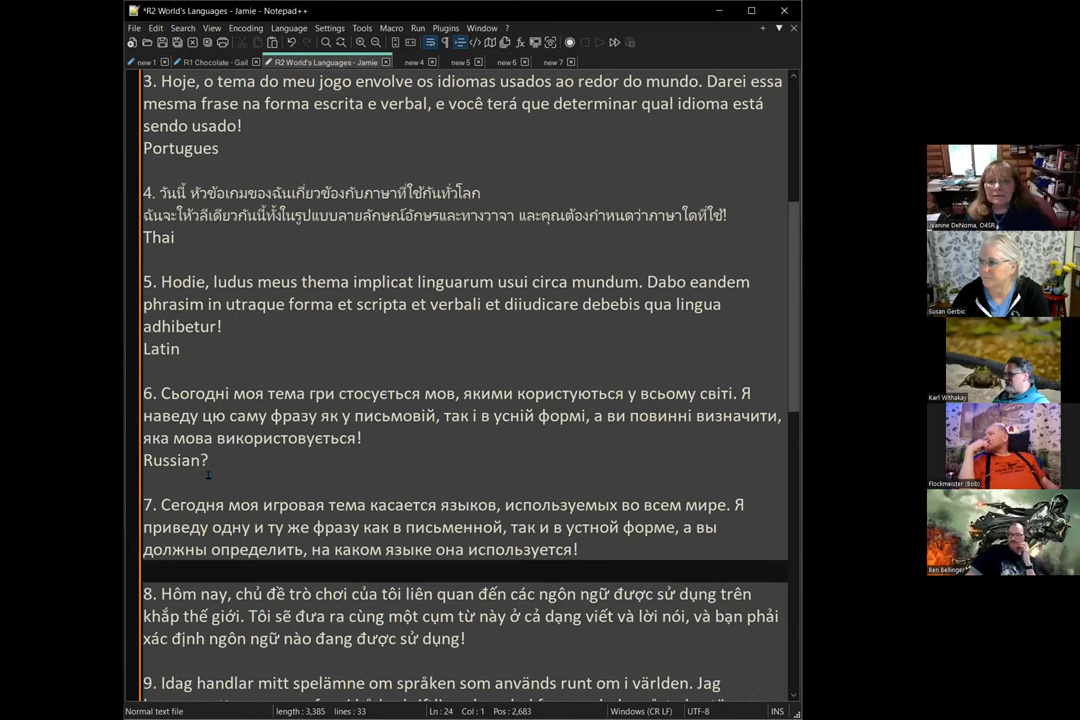 *R2 World's Languages - Jamie - Notepad++
File Edit Search View Encoding Language Settings Tools Macro Run Plugins Window ?
new 1 R1 Chocolate - Gail R2 World's Languages - Jamie new 4 new 5 new 6 new 7
3. Hoje, o tema do meu jogo envolve os idiomas usados ao redor do mundo. Darei essa
mesma frase na forma escrita e verbal, e você terá que determinar qual idioma está
sendo usado!
Portugues
4. วันนี้ หัวข้อเกมของฉันเกี่ยวข้องกับภาษาที่ใช้กันทั่วโลก
ฉันจะให้วลีเดียวกันนี้ทั้งในรูปแบบลายลักษณ์อักษรและทางวาจา และคุณต้องกำหนดว่าภาษาใดที่ใช้!
Thai
5. Hodie, ludus meus thema implicat linguarum usui circa mundum. Dabo eandem
phrasim in utraque forma et scripta et verbali et diiudicare debebis qua lingua
adhibetur!
Latin
6. Сьогодні моя тема гри стосується мов, якими користуються у всьому світі. Я
наведу цю саму фразу як у письмовій, так і в усній формі, а ви повинні визначити,
яка мова використовується!
Russian?
7. Сегодня моя игровая тема касается языков, используемых во всем мире. Я
приведу одну и ту же фразу как в письменной, так и в устной форме, а вы
должны определить, на каком языке она используется!
8. Hôm nay, chủ đề trò chơi của tôi liên quan đến các ngôn ngữ được sử dụng trên
khắp thế giới. Tôi sẽ đưa ra cùng một cụm từ này ở cả dạng viết và lời nói, và bạn phải
xác định ngôn ngữ nào đang được sử dụng!
9. Idag handlar mitt spelämne om språken som används runt om i världen. Jag
Normal text file length : 3,385 lines : 33 Ln : 24 Col : 1 Pos : 2,683 Windows (CR LF) UTF-8 INS
Jeanine DeNoma, O4SR
Susan Gerbic
Karl Withakay
Flockmeister (Bob)
Ben Bellinger